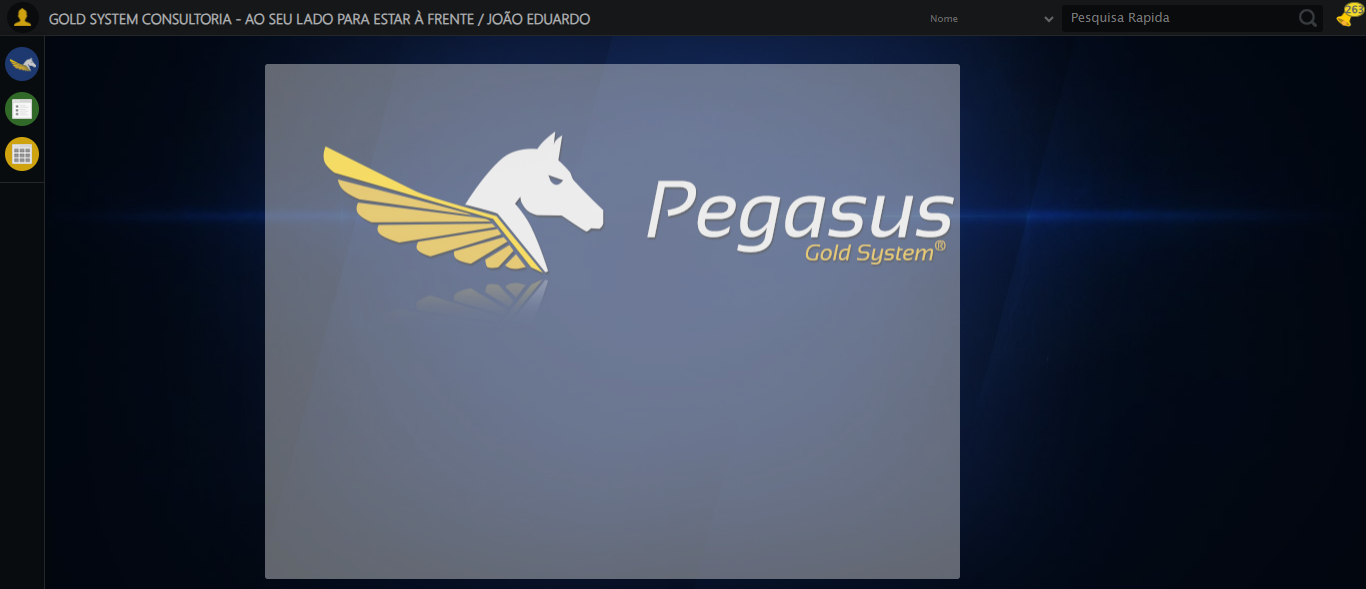 GOLD SYSTEM CONSULTORIA - AO SEU LADO PARA ESTAR À FRENTE / JOÃO EDUARDO
Nome
Pesquisa Rapida
263
Pegasus
Gold System®